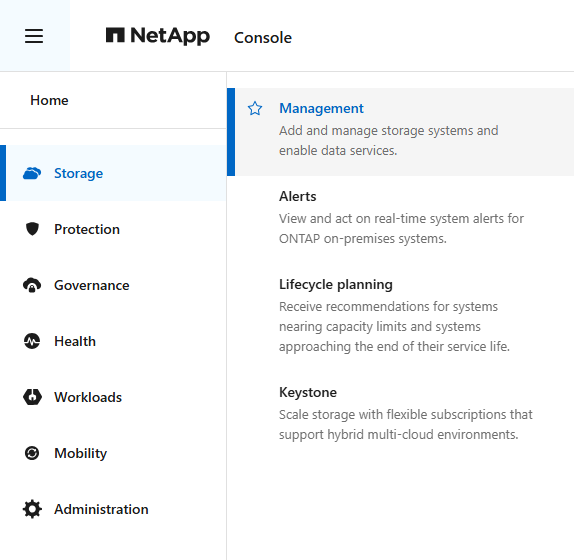 NetApp Console
Home
Storage
Protection
Governance
Health
Workloads
Mobility
Administration
Management
Add and manage storage systems and
enable data services.
Alerts
View and act on real-time system alerts for
ONTAP on-premises systems.
Lifecycle planning
Receive recommendations for systems
nearing capacity limits and systems
approaching the end of their service life.
Keystone
Scale storage with flexible subscriptions that
support hybrid multi-cloud environments.